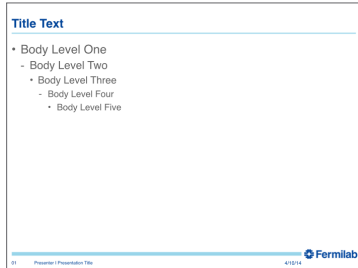 Title Text
• Body Level One
- Body Level Two
• Body Level Three
- Body Level Four
• Body Level Five
Fermilab
01 Presenter I Presentation Title 4/10/14